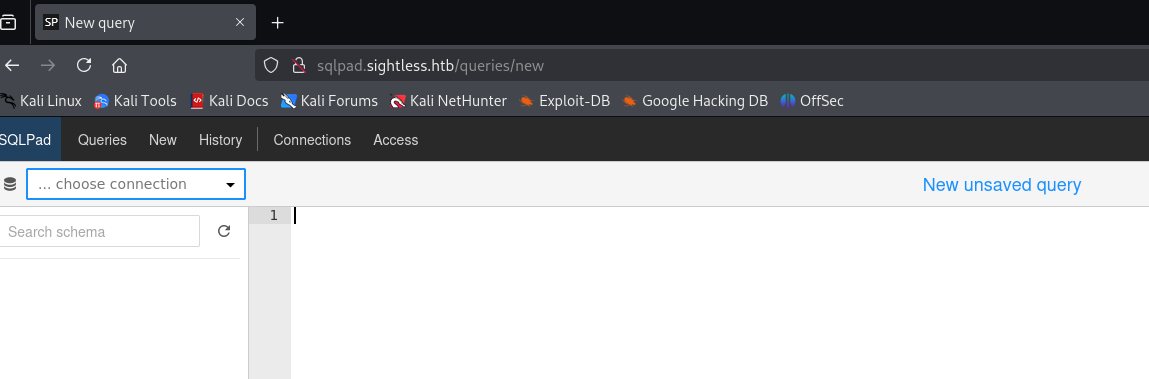 SP New query
sqlpad.sightless.htb/queries/new
Kali Linux Kali Tools Kali Docs Kali Forums Kali NetHunter Exploit-DB Google Hacking DB OffSec
SQLPad Queries New History Connections Access
... choose connection New unsaved query
Search schema 1